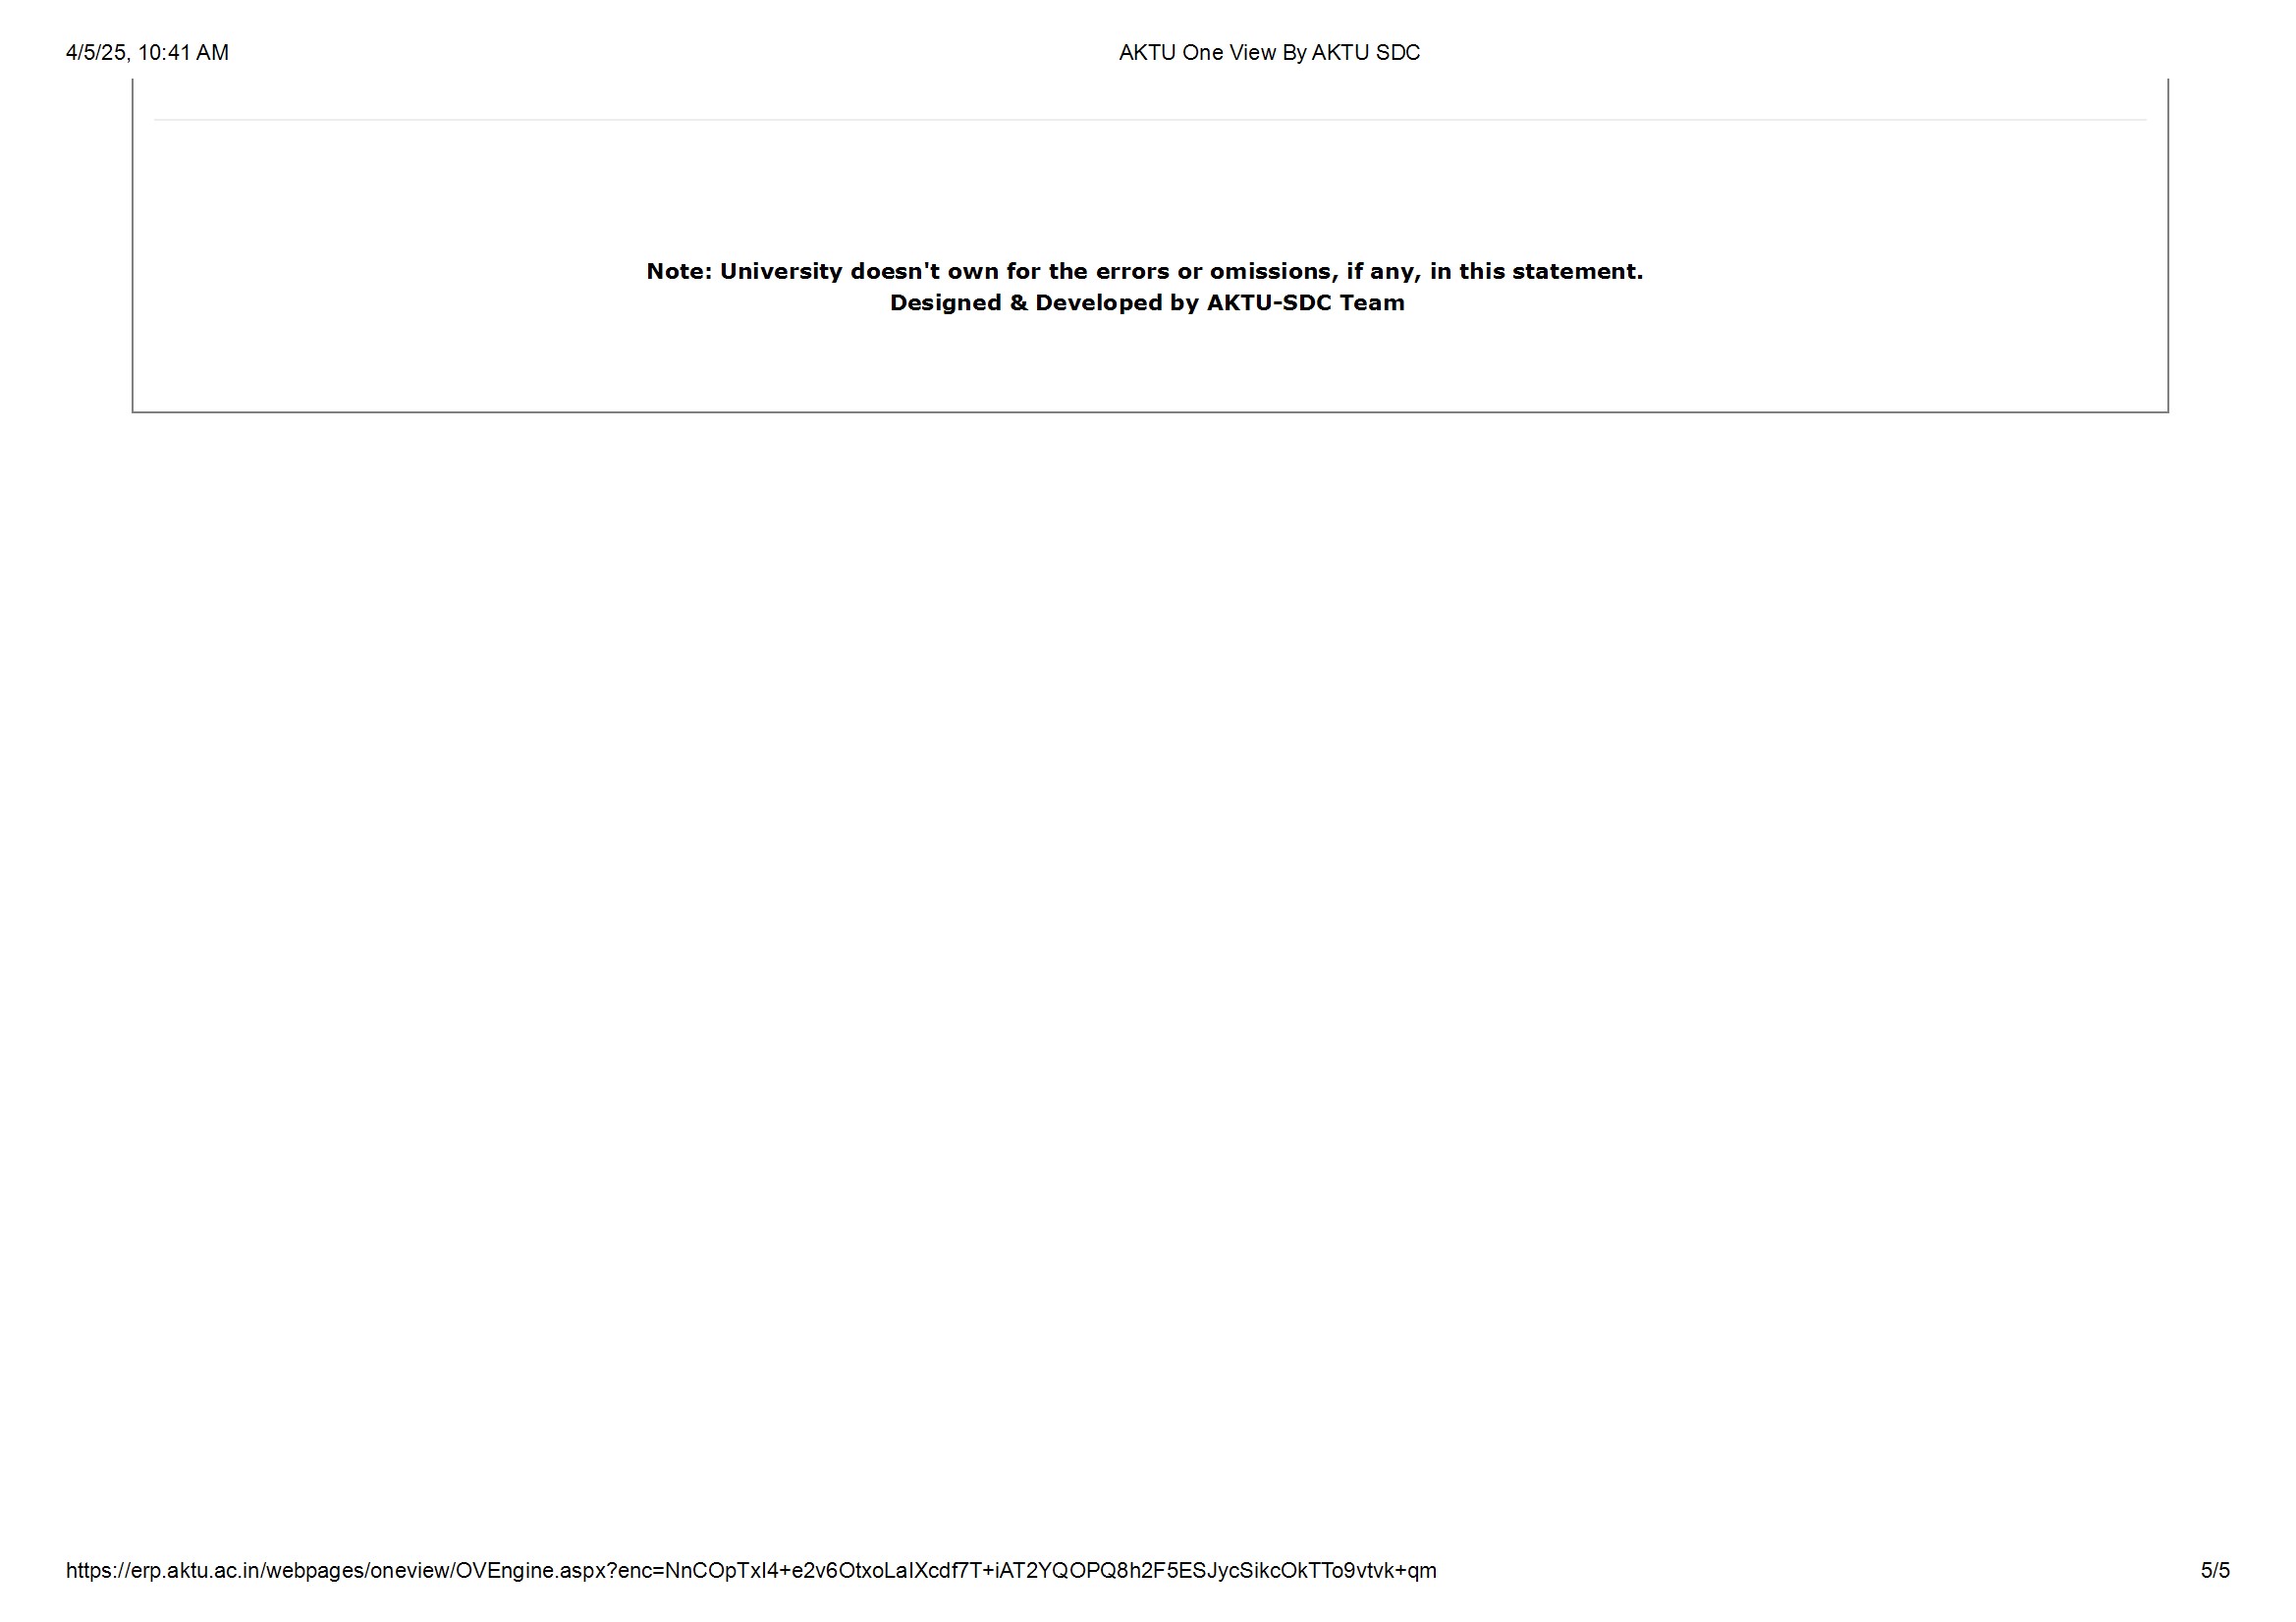 4/5/25, 10:41 AM
AKTU One View By AKTU SDC
Note: University doesn't own for the errors or omissions, if any, in this statement.
Designed & Developed by AKTU-SDC Team
https://erp.aktu.ac.in/webpages/oneview/OVEngine.aspx?enc=NnCOpTxI4+e2v6OtxoLaIXcdf7T+iAT2YQOPQ8h2F5ESJycSikcOkTTo9vtvk+qm
5/5